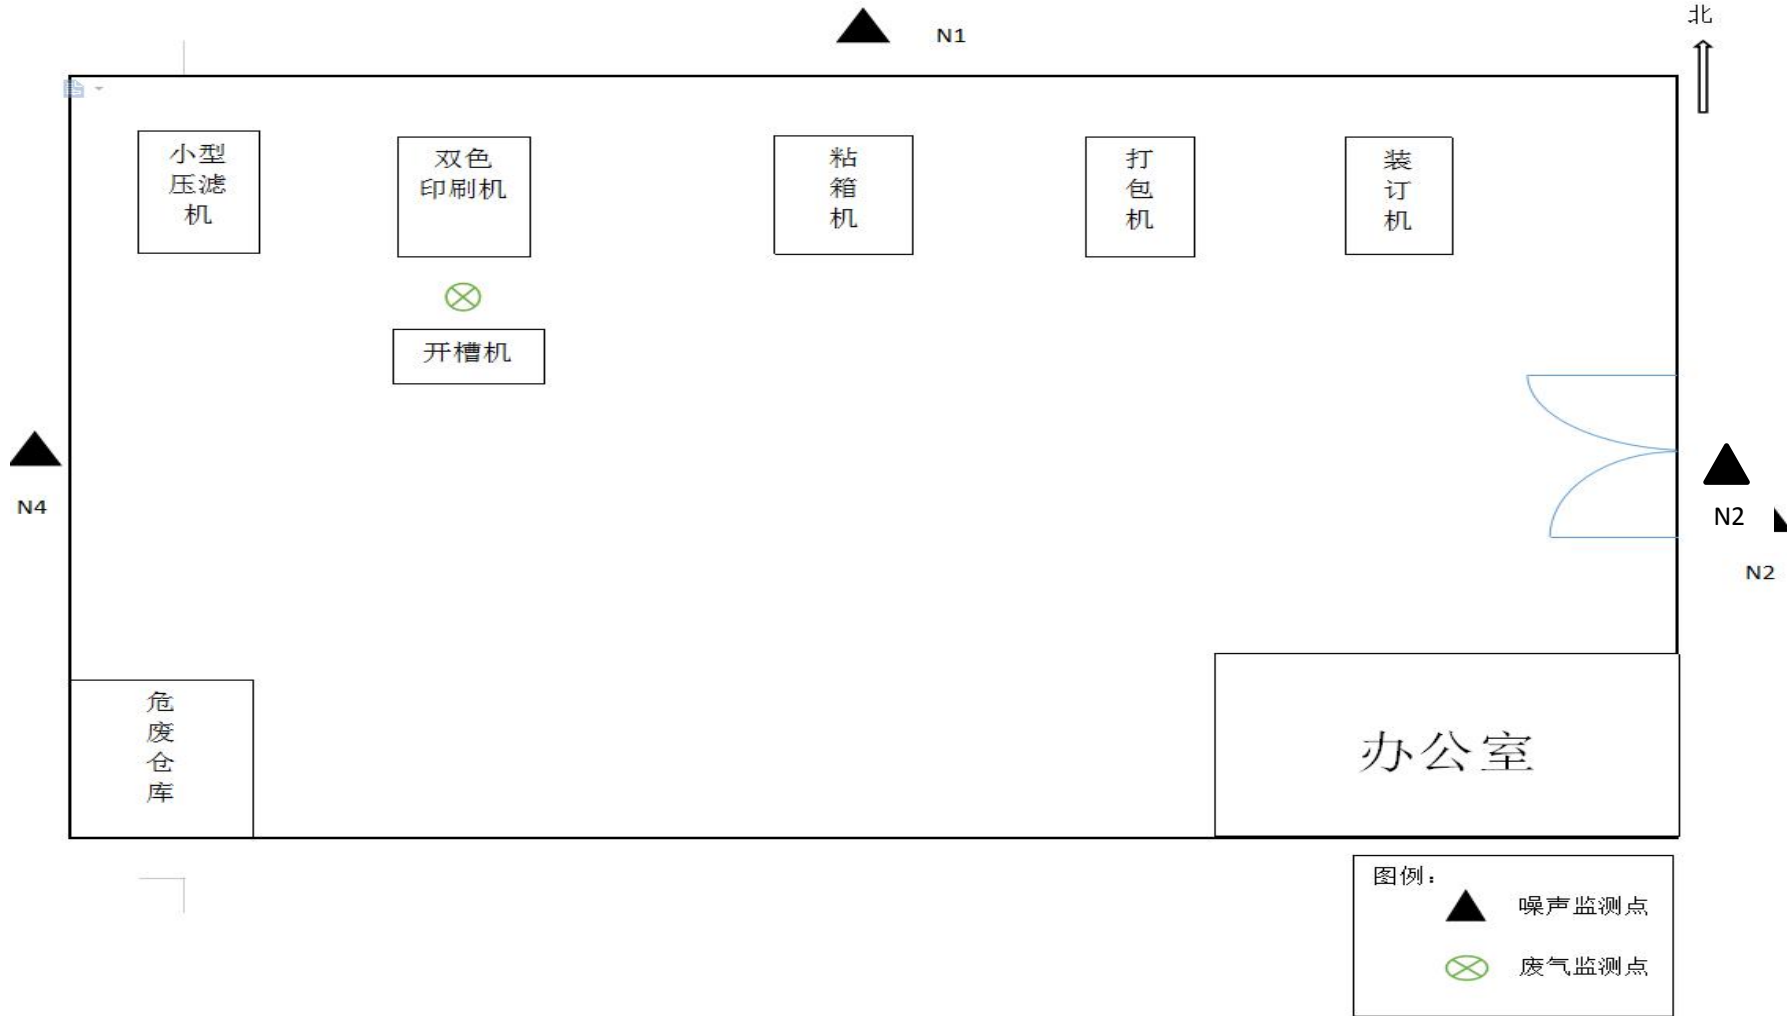 北
N1
小型
压滤
机
双色
印刷机
粘
箱
机
打
包
机
装
订
机
开槽机
N4
N2
N2
危
废
仓
库
办公室
图例：
噪声监测点
废气监测点